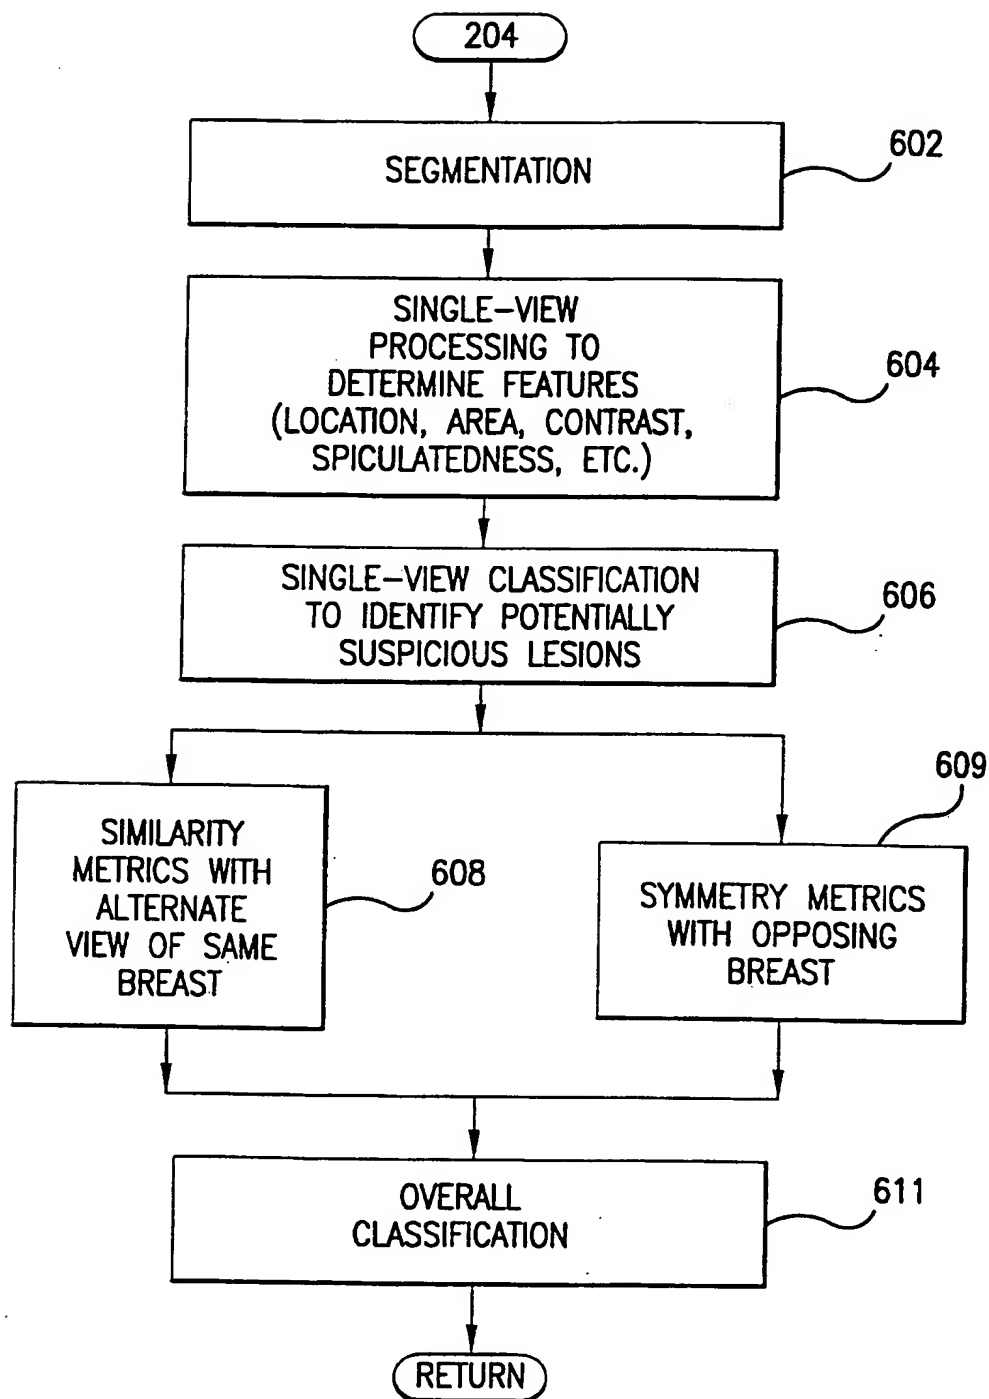 204
SEGMENTATION
602
SINGLE-VIEW
PROCESSING TO
DETERMINE FEATURES
(LOCATION, AREA, CONTRAST,
SPICULATEDNESS, ETC.)
604
SINGLE-VIEW CLASSIFICATION
TO IDENTIFY POTENTIALLY
SUSPICIOUS LESIONS
606
SIMILARITY
METRICS WITH
ALTERNATE
VIEW OF SAME
BREAST
608
609
SYMMETRY METRICS
WITH OPPOSING
BREAST
OVERALL
CLASSIFICATION
611
RETURN